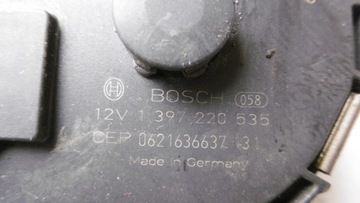 BOSCH 058
12V 1 397 220 535
CEP 0621636637 31
Made in Germany